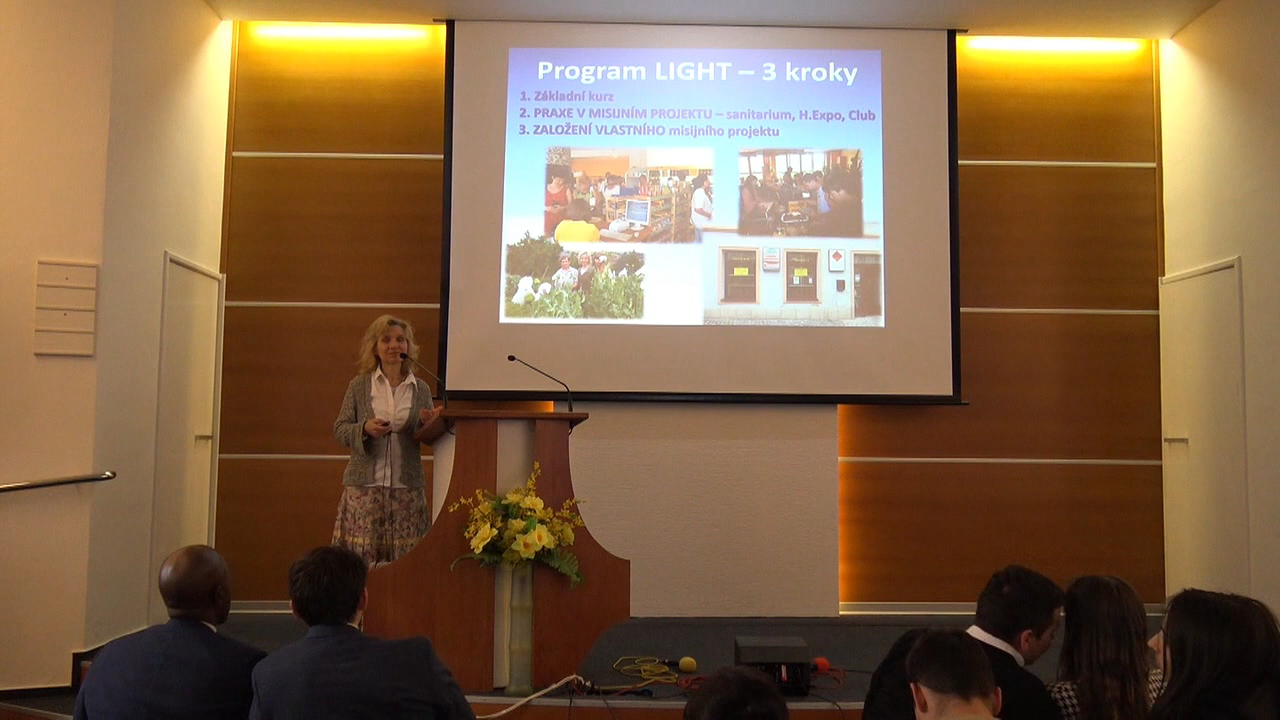 Program LIGHT – 3 kroky
1. Základní kurz
2. PRAXE V MISIJNÍM PROJEKTU – sanitarium, H.Expo, Club
3. ZALOŽENÍ VLASTNÍHO misijního projektu